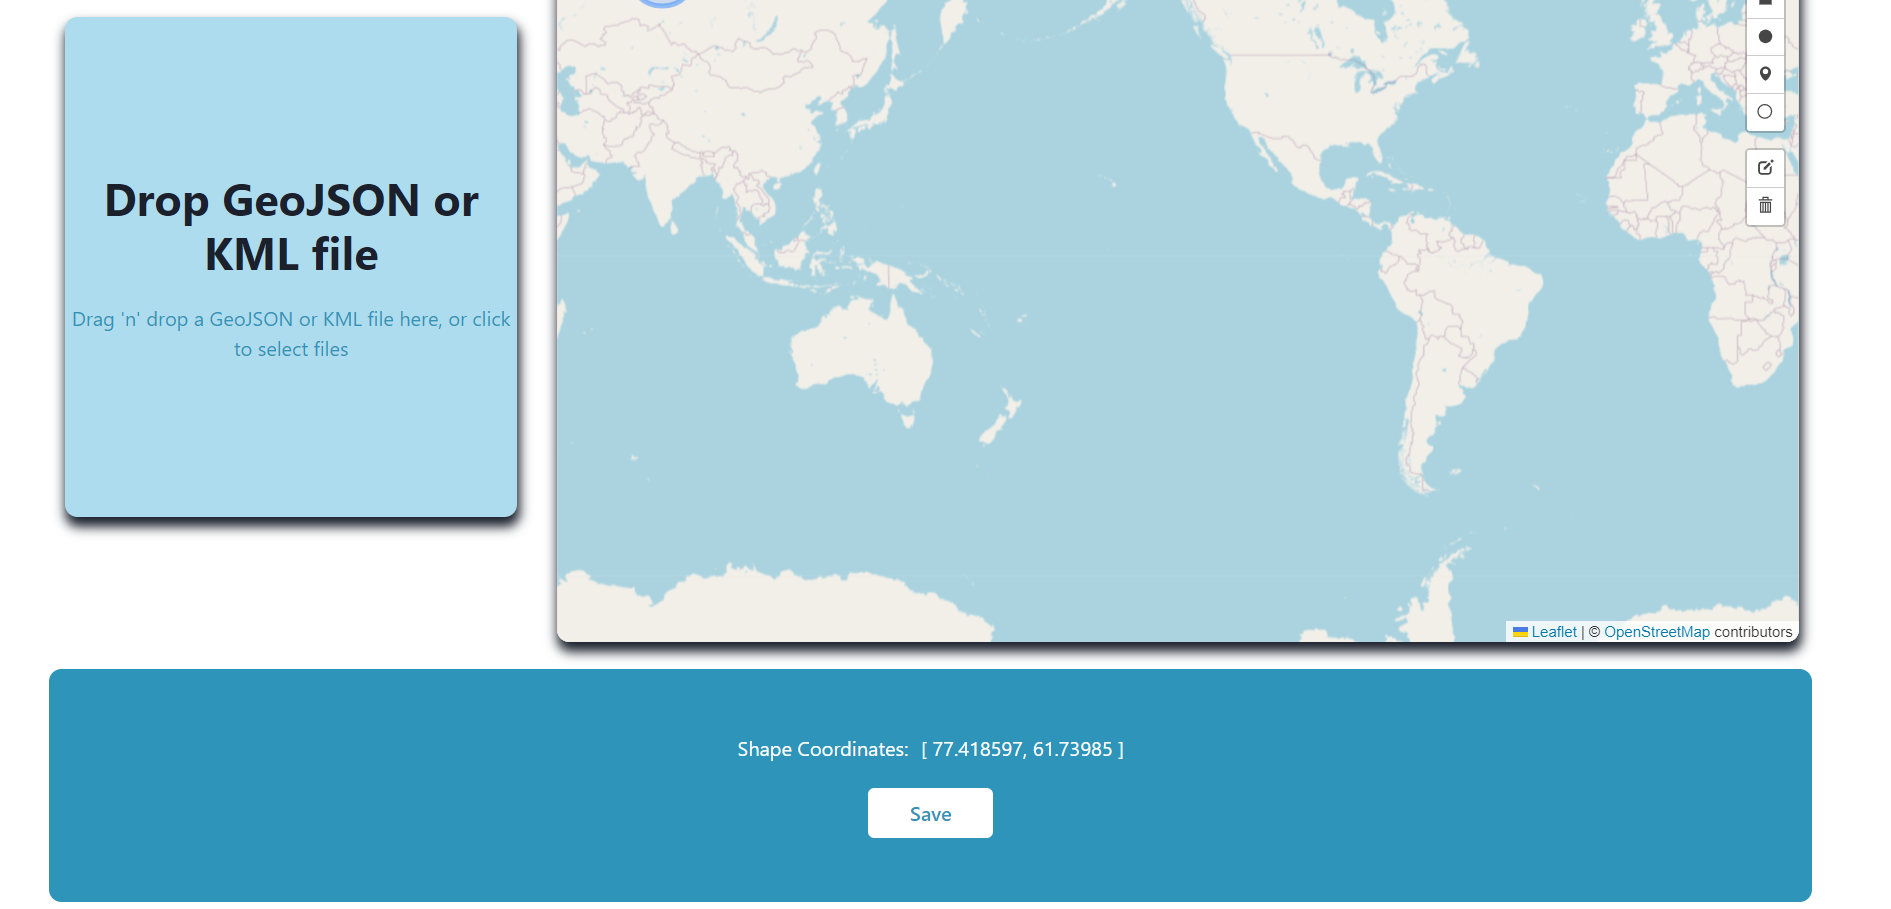 Drop GeoJSON or
KML file
Drag 'n' drop a GeoJSON or KML file here, or click
to select files
Leaflet | © OpenStreetMap contributors
Shape Coordinates: [ 77.418597, 61.73985 ]
Save